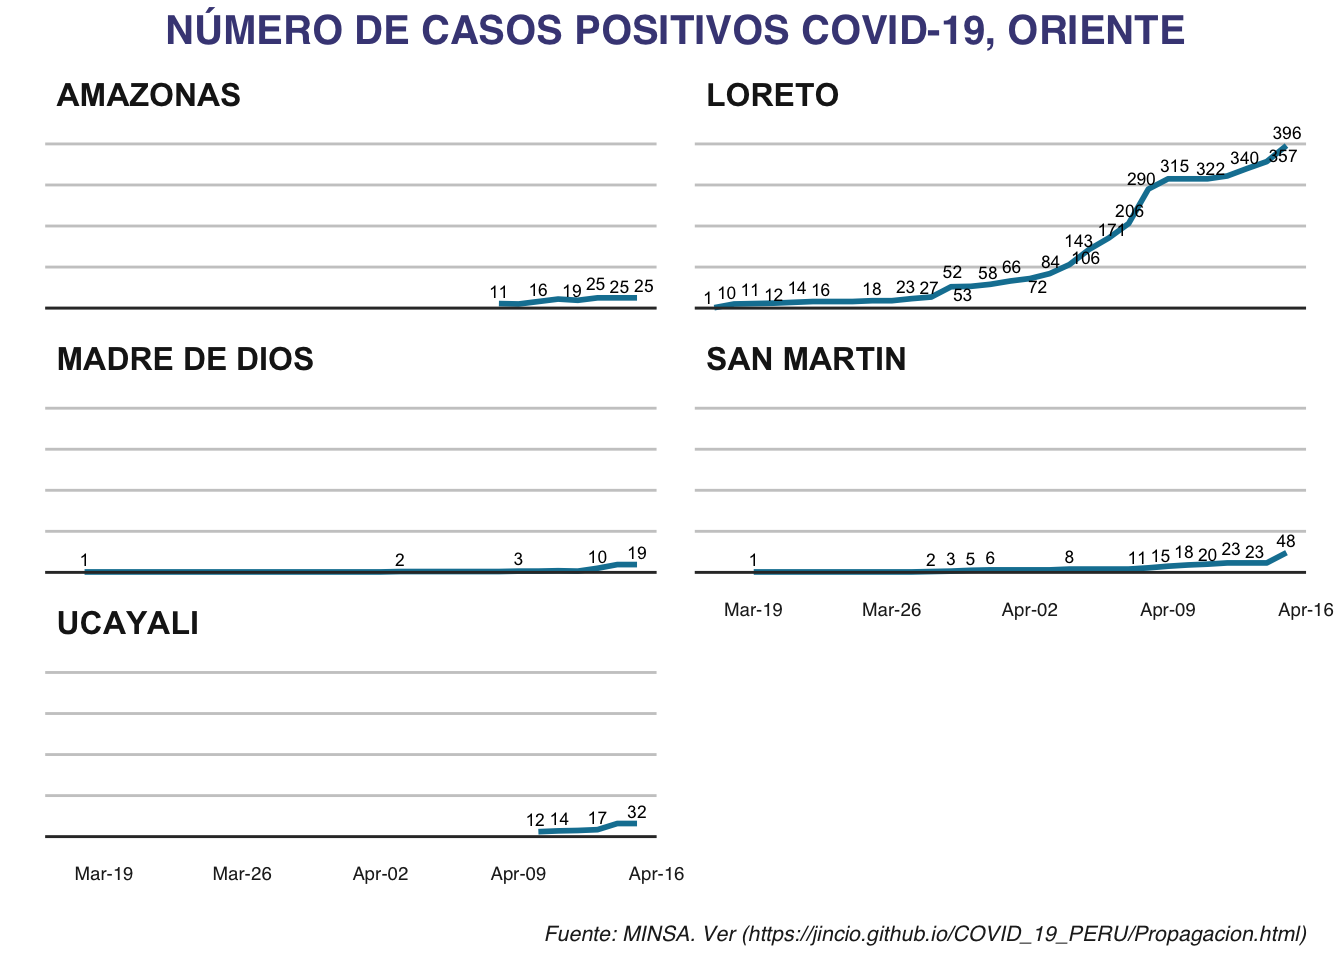 NÚMERO DE CASOS POSITIVOS COVID-19, ORIENTE
AMAZONAS
11 16 19 25 25 25
LORETO
1 10 11 12 14 16 18 23 27 52 53 58 66 72 84 106 143 171 206 290 315 322 340 357 396
MADRE DE DIOS
1 2 3 10 19
SAN MARTIN
1 2 3 5 6 8 11 15 18 20 23 23 48
Mar-19 Mar-26 Apr-02 Apr-09 Apr-16
UCAYALI
12 14 17 32
Mar-19 Mar-26 Apr-02 Apr-09 Apr-16
Fuente: MINSA. Ver (https://jincio.github.io/COVID_19_PERU/Propagacion.html)